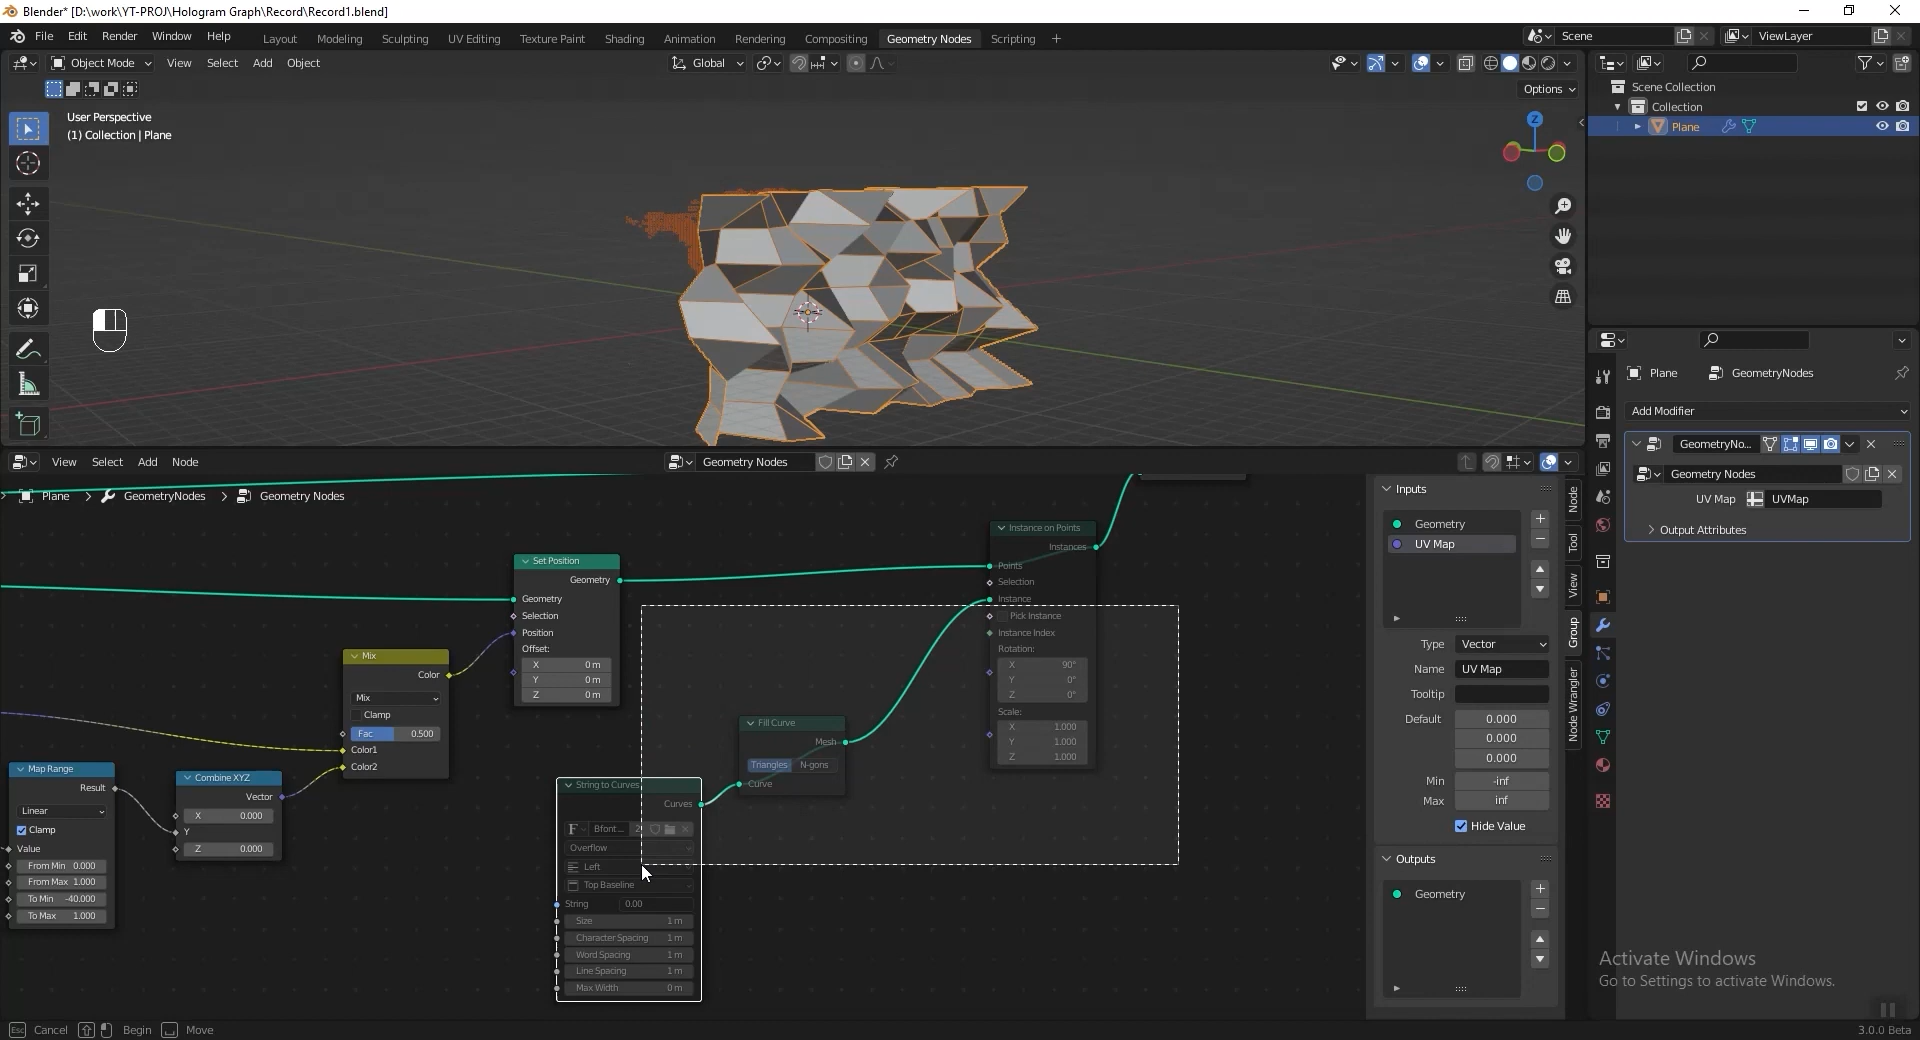 Blender* [D:\work\YT-PROJ\Hologram Graph\Record\Record1.blend]
File Edit Render Window Help Layout Modeling Sculpting UV Editing Texture Paint Shading Animation Rendering Compositing Geometry Nodes Scripting + Scene ViewLayer
Object Mode View Select Add Object Global
Options
User Perspective
(1) Collection | Plane
Z
Scene Collection
Collection
Plane
Plane GeometryNodes
Add Modifier
GeometryNo...
Geometry Nodes
UV Map UVMap
Output Attributes
View Select Add Node Geometry Nodes
Plane > GeometryNodes > Geometry Nodes
Set Position
Geometry
Geometry
Selection
Position
Offset:
X 0 m
Y 0 m
Z 0 m
Mix
Color
Mix
Clamp
Fac 0.500
Color1
Color2
Map Range
Result
Linear
Clamp
Value
From Min 0.000
From Max 1.000
To Min -40.000
To Max 1.000
Combine XYZ
Vector
X 0.000
Y
Z 0.000
String to Curves
Curves
F Bfont... 2
Overflow
Left
Top Baseline
String 0.00
Size 1 m
Character Spacing 1 m
Word Spacing 1 m
Line Spacing 1 m
Max Width 0 m
Fill Curve
Mesh
Triangles N-gons
Curve
Instance on Points
Instances
Points
Selection
Instance
Pick Instance
Instance Index
Rotation:
X 90°
Y 0°
Z 0°
Scale:
X 1.000
Y 1.000
Z 1.000
Inputs
Geometry
UV Map
Type Vector
Name UV Map
Tooltip
Default 0.000
0.000
0.000
Min -inf
Max inf
Hide Value
Outputs
Geometry
Node
Tool
View
Group
Node Wrangler
Activate Windows
Go to Settings to activate Windows.
Esc Cancel Begin Move 3.0.0 Beta